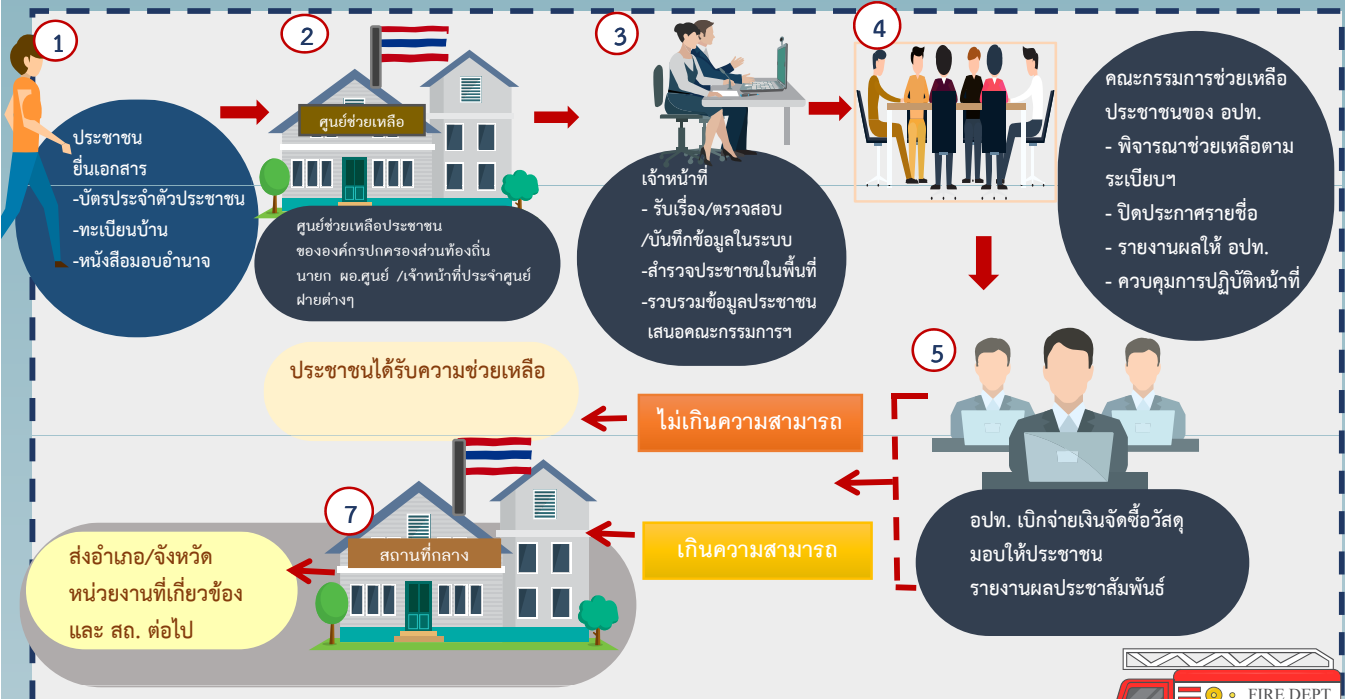 1
ประชาชน
ยื่นเอกสาร
-บัตรประจำตัวประชาชน
-ทะเบียนบ้าน
-หนังสือมอบอำนาจ
2
ศูนย์ช่วยเหลือ
ศูนย์ช่วยเหลือประชาชน
ขององค์กรปกครองส่วนท้องถิ่น
นายก ผอ.ศูนย์ /เจ้าหน้าที่ประจำศูนย์
ฝ่ายต่างๆ
3
เจ้าหน้าที่
- รับเรื่อง/ตรวจสอบ
/บันทึกข้อมูลในระบบ
-สำรวจประชาชนในพื้นที่
-รวบรวมข้อมูลประชาชน
เสนอคณะกรรมการฯ
4
คณะกรรมการช่วยเหลือ
ประชาชนของ อปท.
- พิจารณาช่วยเหลือตาม
ระเบียบฯ
- ปิดประกาศรายชื่อ
- รายงานผลให้ อปท.
- ควบคุมการปฏิบัติหน้าที่
5
อปท. เบิกจ่ายเงินจัดซื้อวัสดุ
มอบให้ประชาชน
รายงานผลประชาสัมพันธ์
ไม่เกินความสามารถ
ประชาชนได้รับความช่วยเหลือ
เกินความสามารถ
7
สถานที่กลาง
ส่งอำเภอ/จังหวัด
หน่วยงานที่เกี่ยวข้อง
และ สถ. ต่อไป
FIRE DEPT